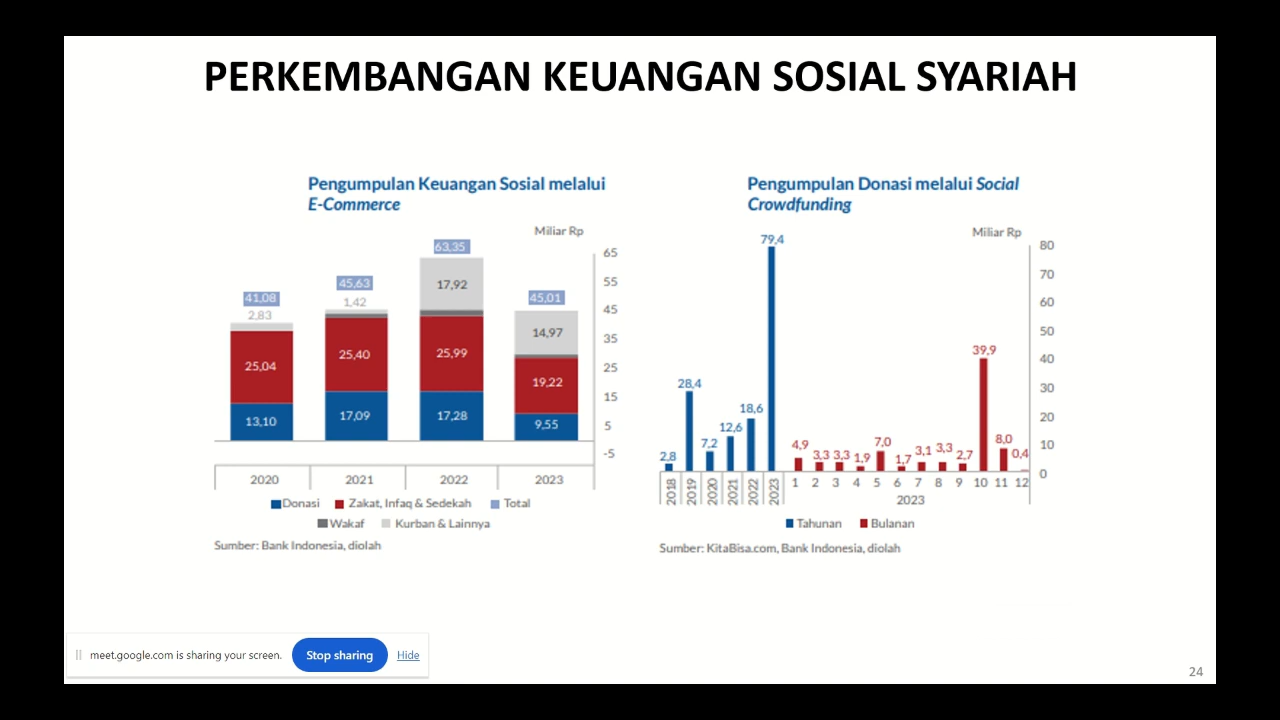 PERKEMBANGAN KEUANGAN SOSIAL SYARIAH
Pengumpulan Keuangan Sosial melalui
E-Commerce
Miliar Rp
63,35
45,63
41,08
45,01
2,83
1,42
17,92
14,97
25,04
25,40
25,99
19,22
13,10
17,09
17,28
9,55
65
55
45
35
25
15
5
-5
2020 2021 2022 2023
Donasi Zakat, Infaq & Sedekah Total
Wakaf Kurban & Lainnya
Sumber: Bank Indonesia, diolah
Pengumpulan Donasi melalui Social
Crowdfunding
Miliar Rp
2,8 28,4 7,2 12,6 18,6 79,4
4,9 3,3 3,3 1,9 7,0 1,7 3,1 3,3 2,7 39,9 8,0 0,4
80
70
60
50
40
30
20
10
0
2018 2019 2020 2021 2022 2023 1 2 3 4 5 6 7 8 9 10 11 12
2023
Tahunan Bulanan
Sumber: KitaBisa.com, Bank Indonesia, diolah
meet.google.com is sharing your screen. Stop sharing Hide
24